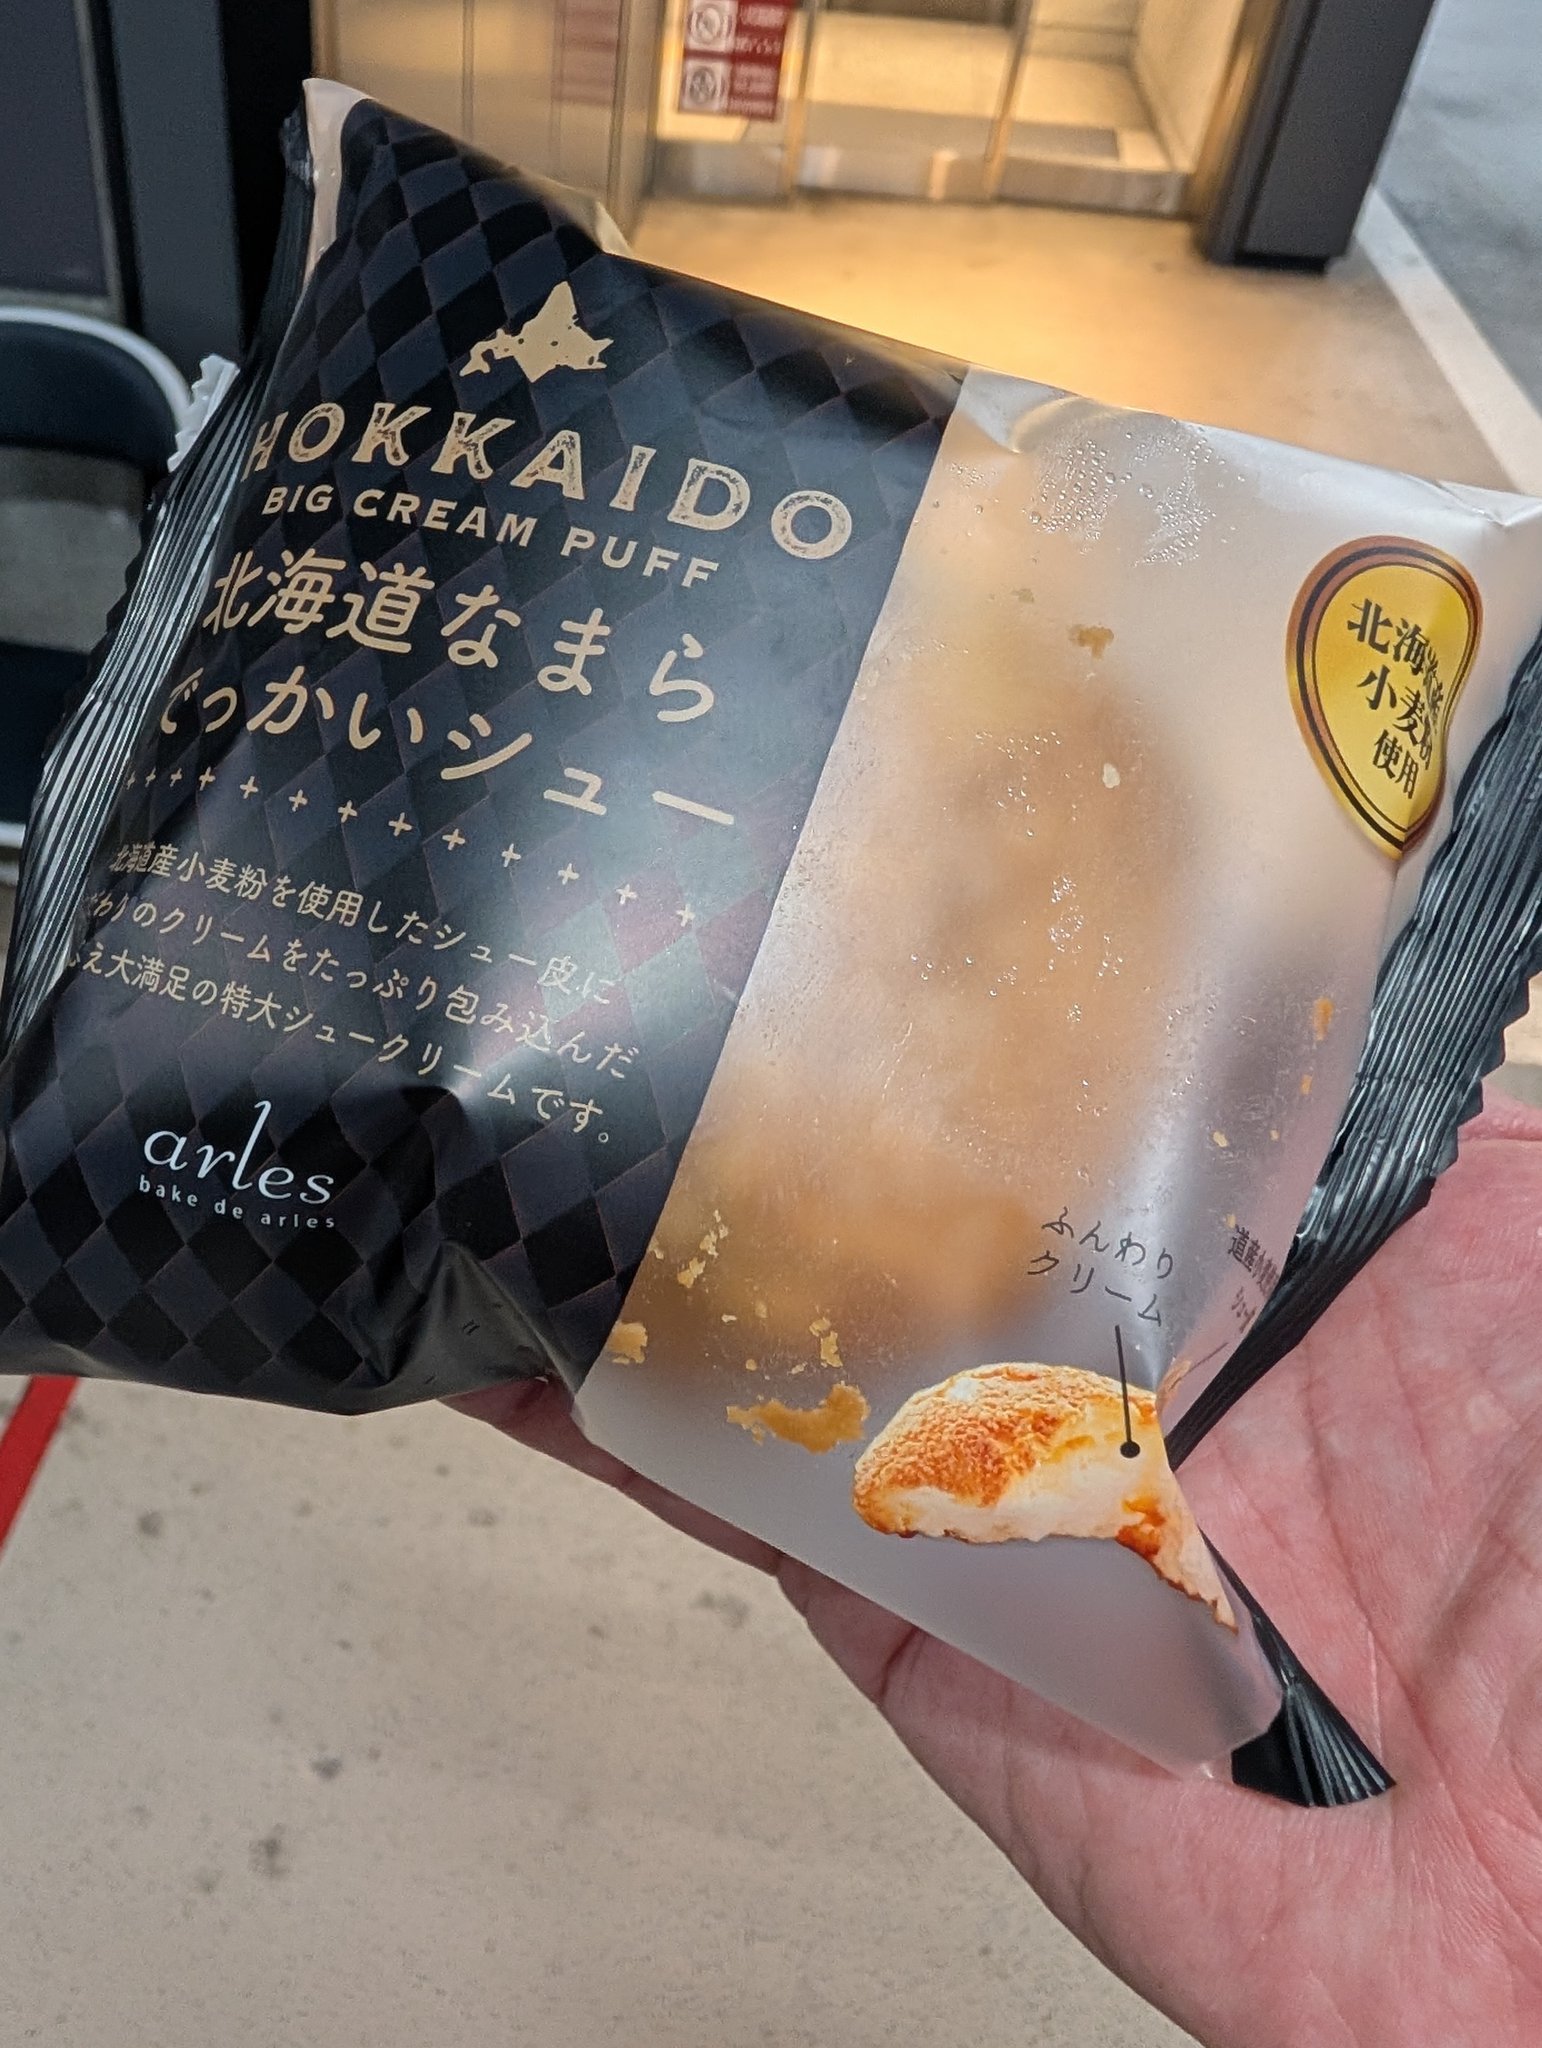 HOKKAIDO
BIG CREAM PUFF
北海道なまら
でっかいシュー
北海道産小麦粉を使用したシュー皮に
わりのクリームをたっぷり包み込んだ
え大満足の特大シュークリームです。
arles
bake de arles
北海道産
小麦粉
使用
ふんわり
クリーム